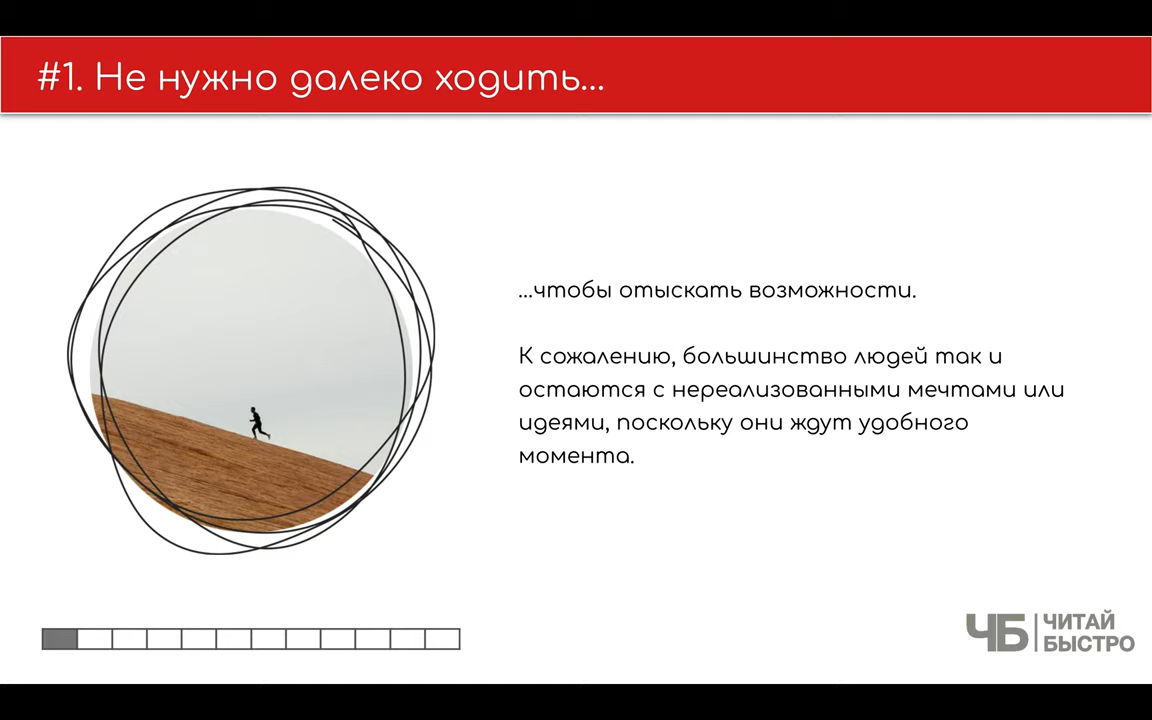 #1. Не нужно далеко ходить...
...чтобы отыскать возможности.
К сожалению, большинство людей так и
остаются с нереализованными мечтами или
идеями, поскольку они ждут удобного
момента.
ЧБ ЧИТАЙ
БЫСТРО